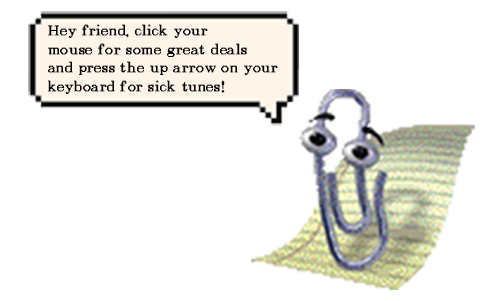 Hey friend, click your
mouse for some great deals
and press the up arrow on your
keyboard for sick tunes!